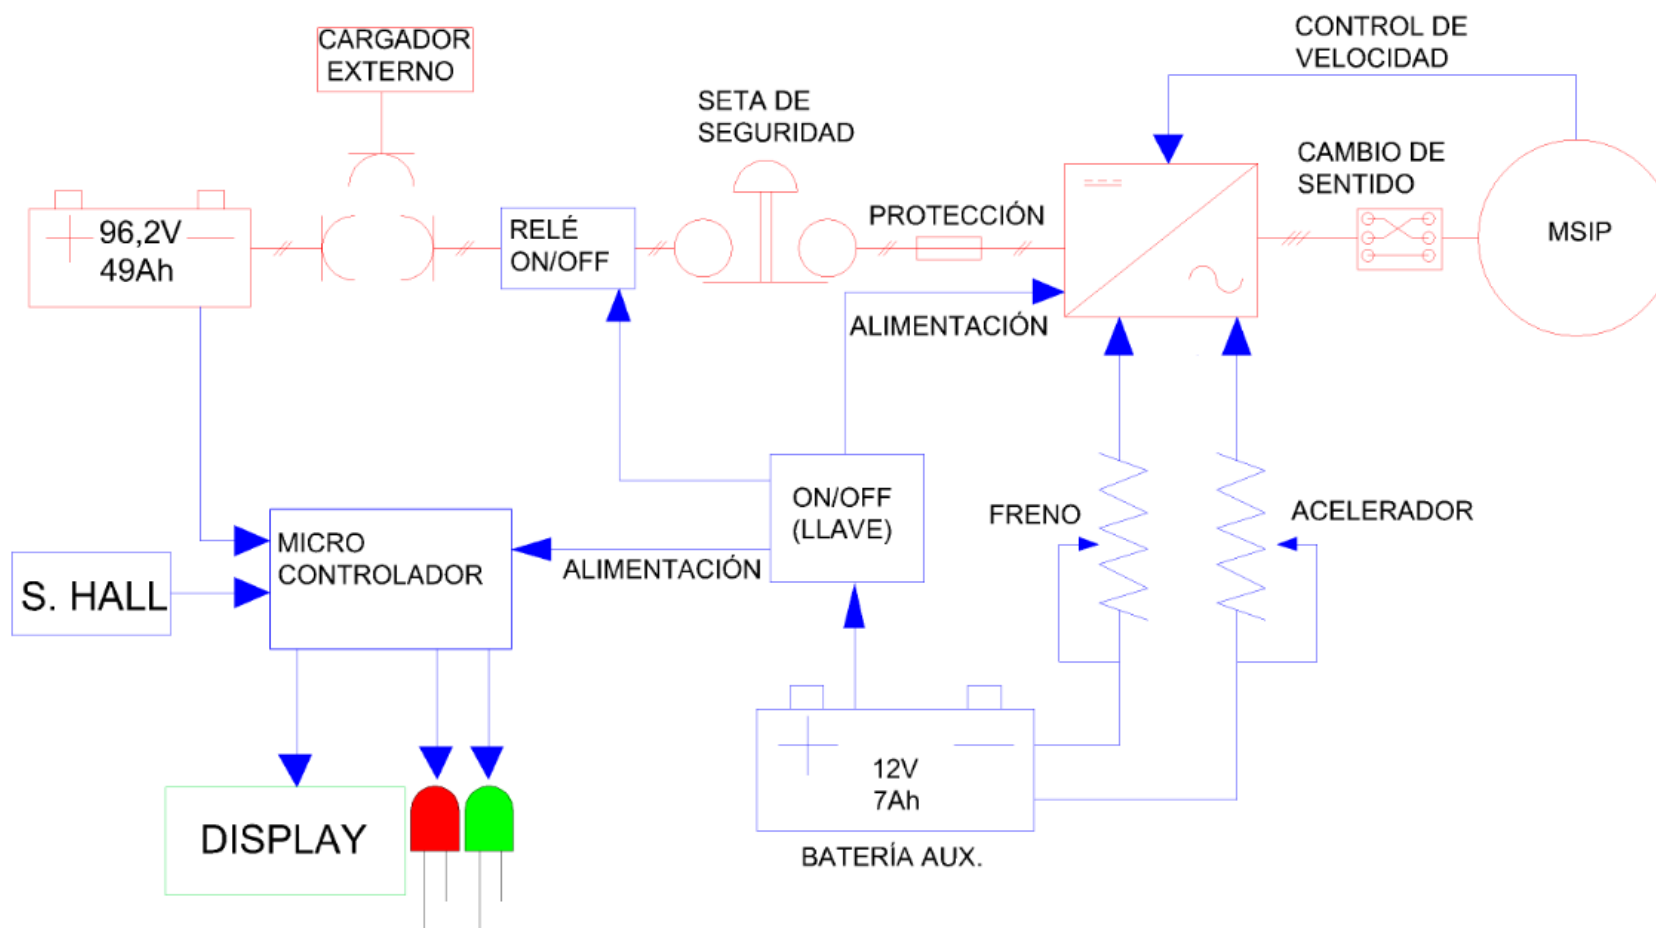 CONTROL DE
VELOCIDAD
CARGADOR
EXTERNO
SETA DE
SEGURIDAD
CAMBIO DE
SENTIDO
PROTECCIÓN
96,2V
49Ah
RELÉ
ON/OFF
MSIP
ALIMENTACIÓN
ON/OFF
(LLAVE)
FRENO
ACELERADOR
MICRO
CONTROLADOR
ALIMENTACIÓN
S. HALL
12V
7Ah
DISPLAY
BATERÍA AUX.